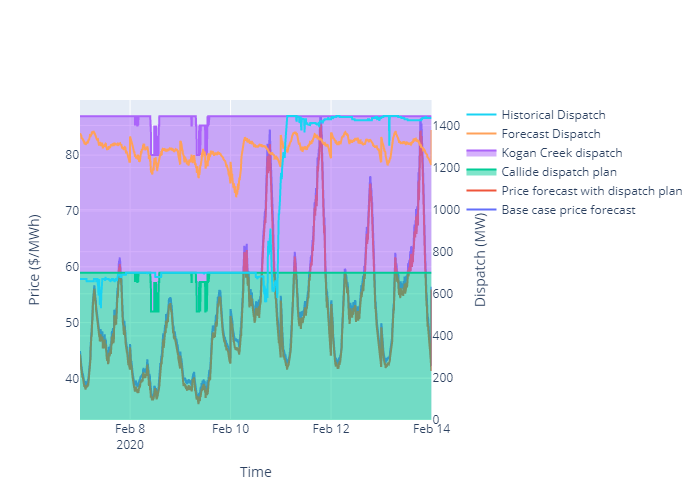 Historical Dispatch
Forecast Dispatch
Kogan Creek dispatch
Callide dispatch plan
Price forecast with dispatch plan
Base case price forecast
80
70
60
50
40
Price ($/MWh)
1400
1200
1000
800
600
400
200
0
Dispatch (MW)
Feb 8
2020
Feb 10
Feb 12
Feb 14
Time